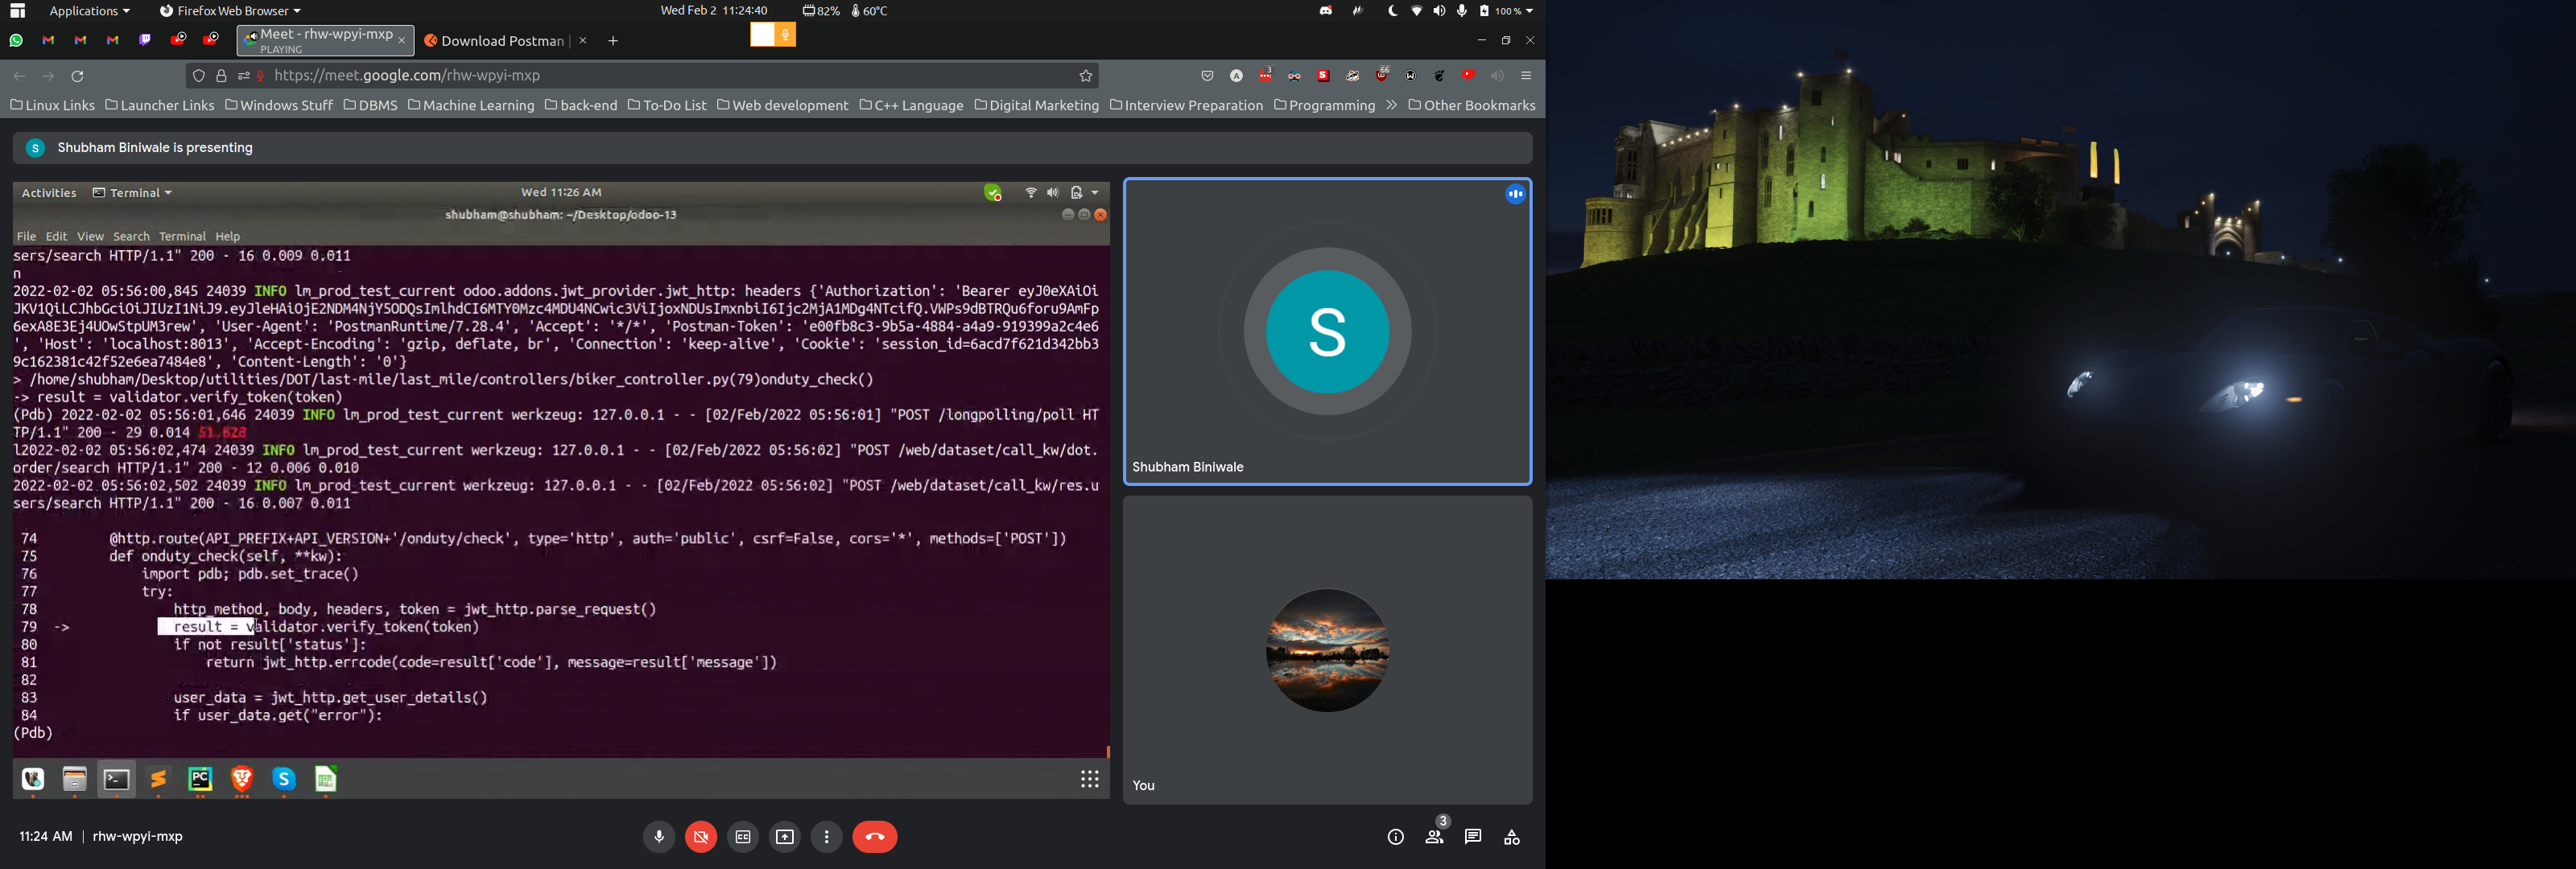 Applications
Firefox Web Browser
Wed Feb 2 11:24:40
82%
60°C
100 %
Meet - rhw-wpyi-mxp
PLAYING
Download Postman
https://meet.google.com/rhw-wpyi-mxp
3
66
Linux Links
Launcher Links
Windows Stuff
DBMS
Machine Learning
back-end
To-Do List
Web development
C++ Language
Digital Marketing
Interview Preparation
Programming
Other Bookmarks
S
Shubham Biniwale is presenting
Activities
Terminal
Wed 11:26 AM
shubham@shubham: ~/Desktop/odoo-13
File Edit View Search Terminal Help
sers/search HTTP/1.1" 200 - 16 0.009 0.011
n
2022-02-02 05:56:00,845 24039 INFO lm_prod_test_current odoo.addons.jwt_provider.jwt_http: headers {'Authorization': 'Bearer eyJ0eXAiOi
JKV1QiLCJhbGciOiJIUzI1NiJ9.eyJleHAiOjE2NDM4NjY5ODQsImlhdCI6MTY0Mzc4MDU4NCwic3ViIjoxNDUsImxnbiI6Ijc2MjA1MDg4NTcifQ.VWPs9dBTRQu6foru9AmFp
6exA8E3Ej4UOwStpUM3rew', 'User-Agent': 'PostmanRuntime/7.28.4', 'Accept': '*/*', 'Postman-Token': 'e00fb8c3-9b5a-4884-a4a9-919399a2c4e6
', 'Host': 'localhost:8013', 'Accept-Encoding': 'gzip, deflate, br', 'Connection': 'keep-alive', 'Cookie': 'session_id=6acd7f621d342bb3
9c162381c42f52e6ea7484e8', 'Content-Length': '0'}
> /home/shubham/Desktop/utilities/DOT/last-mile/last_mile/controllers/biker_controller.py(79)onduty_check()
-> result = validator.verify_token(token)
(Pdb) 2022-02-02 05:56:01,646 24039 INFO lm_prod_test_current werkzeug: 127.0.0.1 - - [02/Feb/2022 05:56:01] "POST /longpolling/poll HT
TP/1.1" 200 - 29 0.014
l2022-02-02 05:56:02,474 24039 INFO lm_prod_test_current werkzeug: 127.0.0.1 - - [02/Feb/2022 05:56:02] "POST /web/dataset/call_kw/dot.
order/search HTTP/1.1" 200 - 12 0.006 0.010
2022-02-02 05:56:02,502 24039 INFO lm_prod_test_current werkzeug: 127.0.0.1 - - [02/Feb/2022 05:56:02] "POST /web/dataset/call_kw/res.u
sers/search HTTP/1.1" 200 - 16 0.007 0.011
74 @http.route(API_PREFIX+API_VERSION+'/onduty/check', type='http', auth='public', csrf=False, cors='*', methods=['POST'])
75 def onduty_check(self, **kw):
76 import pdb; pdb.set_trace()
77 try:
78 http_method, body, headers, token = jwt_http.parse_request()
79 -> result = validator.verify_token(token)
80 if not result['status']:
81 return jwt_http.errcode(code=result['code'], message=result['message'])
82
83 user_data = jwt_http.get_user_details()
84 if user_data.get("error"):
(Pdb)
S
Shubham Biniwale
You
11:24 AM | rhw-wpyi-mxp
3